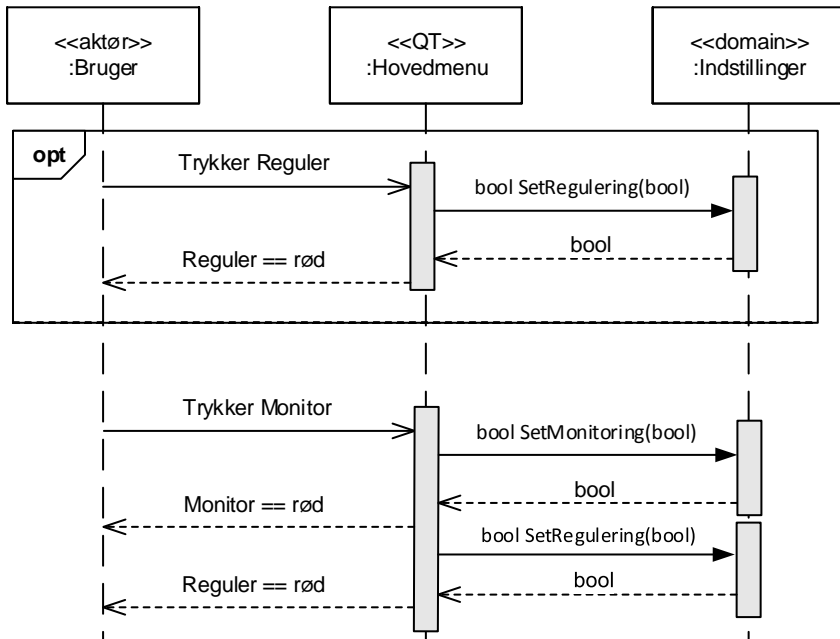 <<aktør>>
:Bruger
<<QT>>
:Hovedmenu
<<domain>>
:Indstillinger
opt
Trykker Reguler
bool SetRegulering(bool)
bool
Reguler == rød
Trykker Monitor
bool SetMonitoring(bool)
bool
Monitor == rød
bool SetRegulering(bool)
bool
Reguler == rød